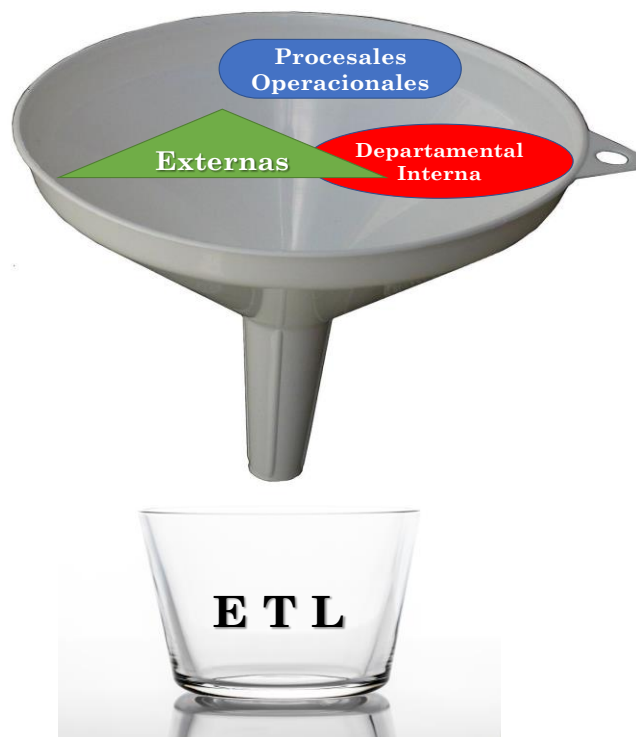 Procesales
Operacionales
Externas
Departamental
Interna
E T L